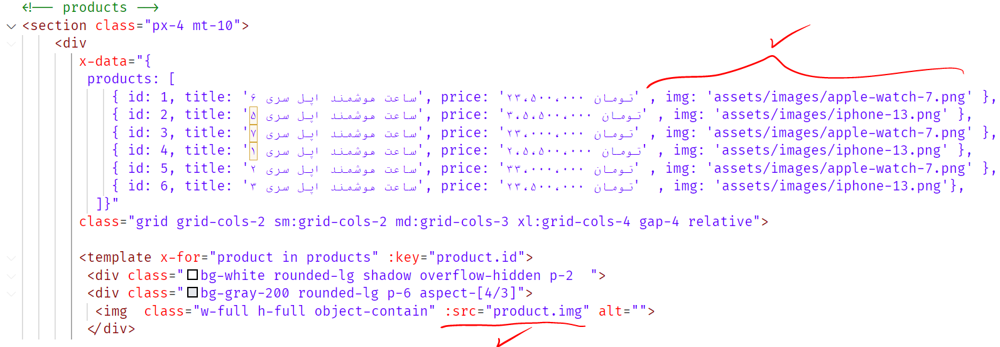 <!-- products -->
<section class="px-4 mt-10">
<div
x-data="{
products: [
{ id: 1, title: 'ساعت هوشمند اپل سری ۶', price: 'تومان ۲۳،۵۰۰،۰۰۰' , img: 'assets/images/apple-watch-7.png' },
{ id: 2, title: 'ساعت هوشمند اپل سری ۵', price: 'تومان ۳،۵،۵۰۰،۰۰۰' , img: 'assets/images/iphone-13.png' },
{ id: 3, title: 'ساعت هوشمند اپل سری ۷', price: 'تومان ۲۳،۰۰۰،۰۰۰' , img: 'assets/images/apple-watch-7.png' },
{ id: 4, title: 'ساعت هوشمند اپل سری ۱', price: 'تومان ۲،۵،۵۰۰،۰۰۰' , img: 'assets/images/iphone-13.png' },
{ id: 5, title: 'ساعت هوشمند اپل سری ۲', price: 'تومان ۳۳،۰۰۰،۰۰۰' , img: 'assets/images/apple-watch-7.png' },
{ id: 6, title: 'ساعت هوشمند اپل سری ۳', price: 'تومان ۲۳،۵۰۰،۰۰۰' , img: 'assets/images/iphone-13.png'},
]}"
class="grid grid-cols-2 sm:grid-cols-2 md:grid-cols-3 xl:grid-cols-4 gap-4 relative">
<template x-for="product in products" :key="product.id">
<div class="bg-white rounded-lg shadow overflow-hidden p-2  ">
<div class="bg-gray-200 rounded-lg p-6 aspect-[4/3]">
<img  class="w-full h-full object-contain" :src="product.img" alt="">
</div>